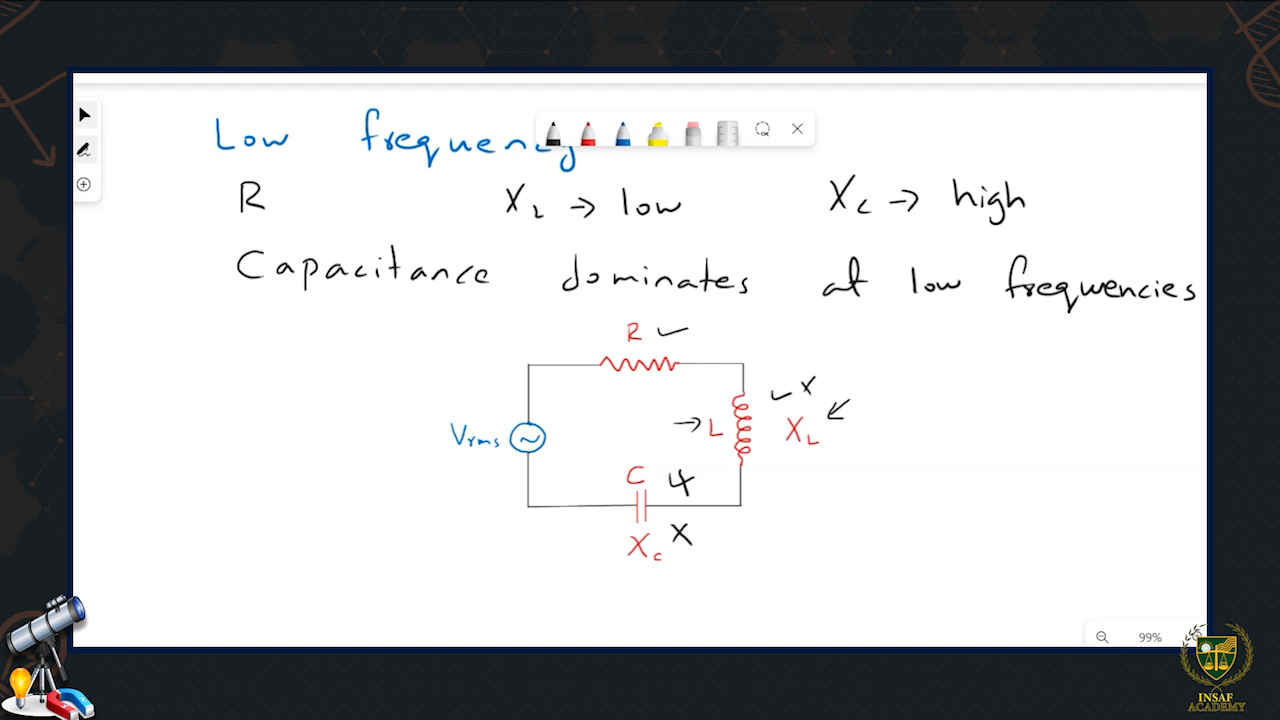 Low frequency
R X_L → low X_C → high
Capacitance dominates at low frequencies
R ✓
✓ x
→ L X_L
V_rms
C
X_C X
99%
INSAF
ACADEMY